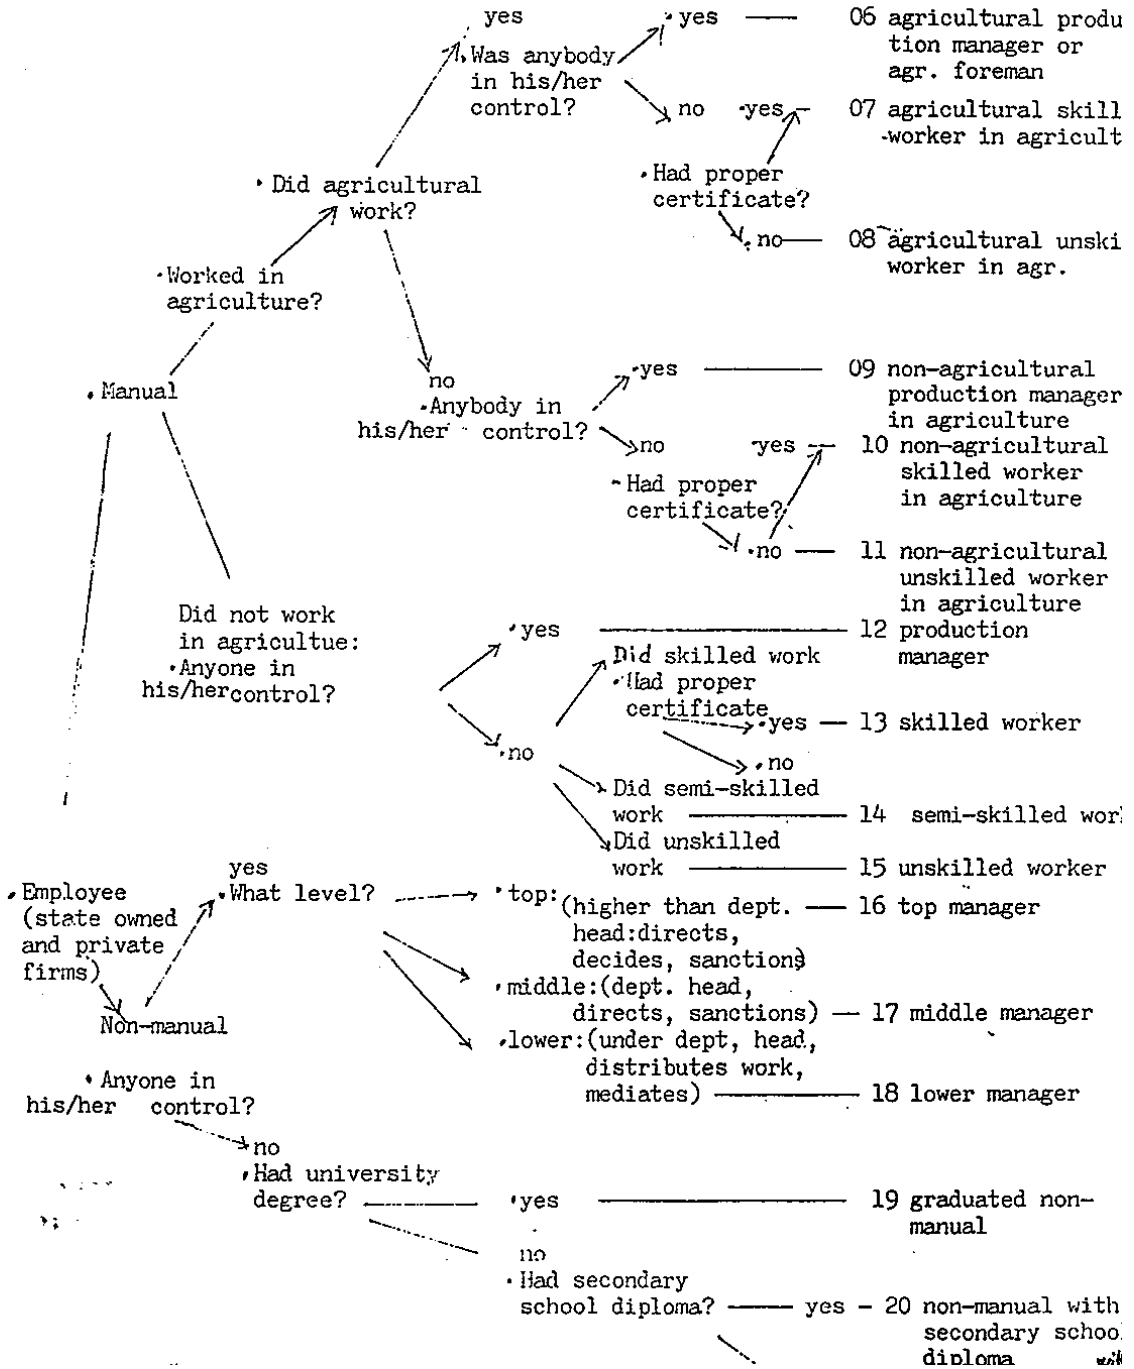 yes
yes — 06 agricultural produ
Was anybody tion manager or
in his/her agr. foreman
control?
no yes — 07 agricultural skill
worker in agricult
Had proper
certificate?
Did agricultural
work?
no — 08 agricultural unski
worker in agr.
Worked in
agriculture?
Manual
no
yes — 09 non-agricultural
Anybody in production manager
his/her control? in agriculture
no yes — 10 non-agricultural
Had proper skilled worker
certificate? in agriculture
no — 11 non-agricultural
unskilled worker
in agriculture
Did not work
in agricultue:
Anyone in
his/her control?
yes — 12 production
manager
Did skilled work
Had proper
certificate
yes — 13 skilled worker
no
no
Did semi-skilled
work — 14 semi-skilled wor
Did unskilled
work — 15 unskilled worker
Employee
(state owned
and private
firms)
yes
What level?
top: (higher than dept. — 16 top manager
head:directs,
decides, sanctions)
middle:(dept. head,
directs, sanctions) — 17 middle manager
lower:(under dept, head,
distributes work,
mediates) — 18 lower manager
Non-manual
Anyone in
his/her control?
no
Had university
degree? yes — 19 graduated non-
manual
no
Had secondary
school diploma? — yes — 20 non-manual with
secondary school
diploma